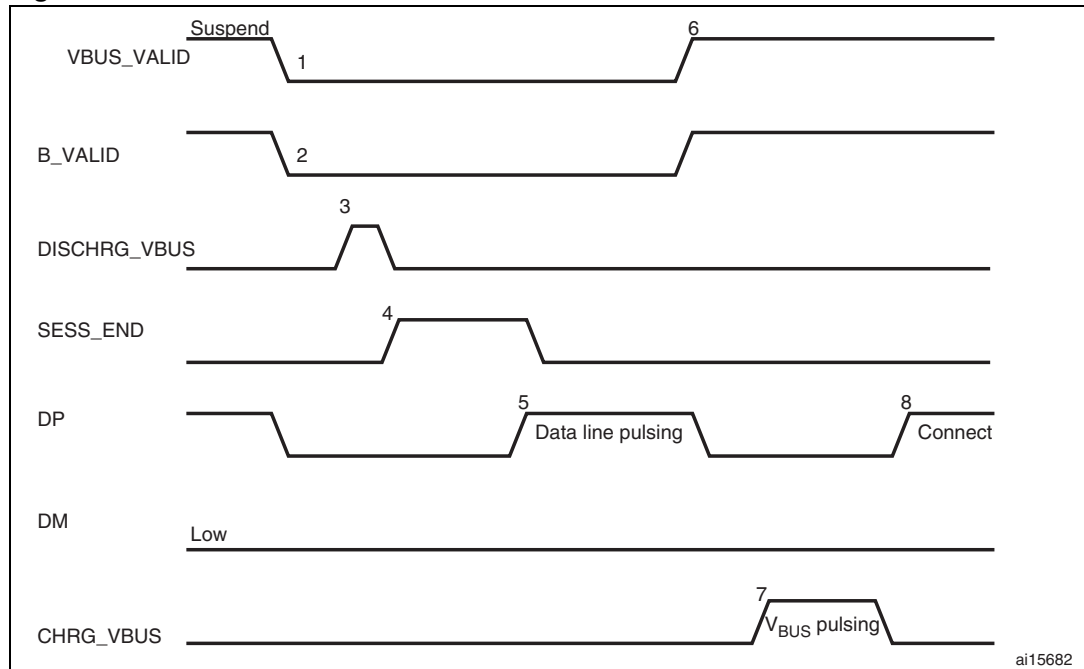 Suspend
6
VBUS_VALID
1
B_VALID
2
3
DISCHRG_VBUS
4
SESS_END
5
8
DP
Data line pulsing
Connect
DM
Low
7
VBUS pulsing
CHRG_VBUS
ai15682